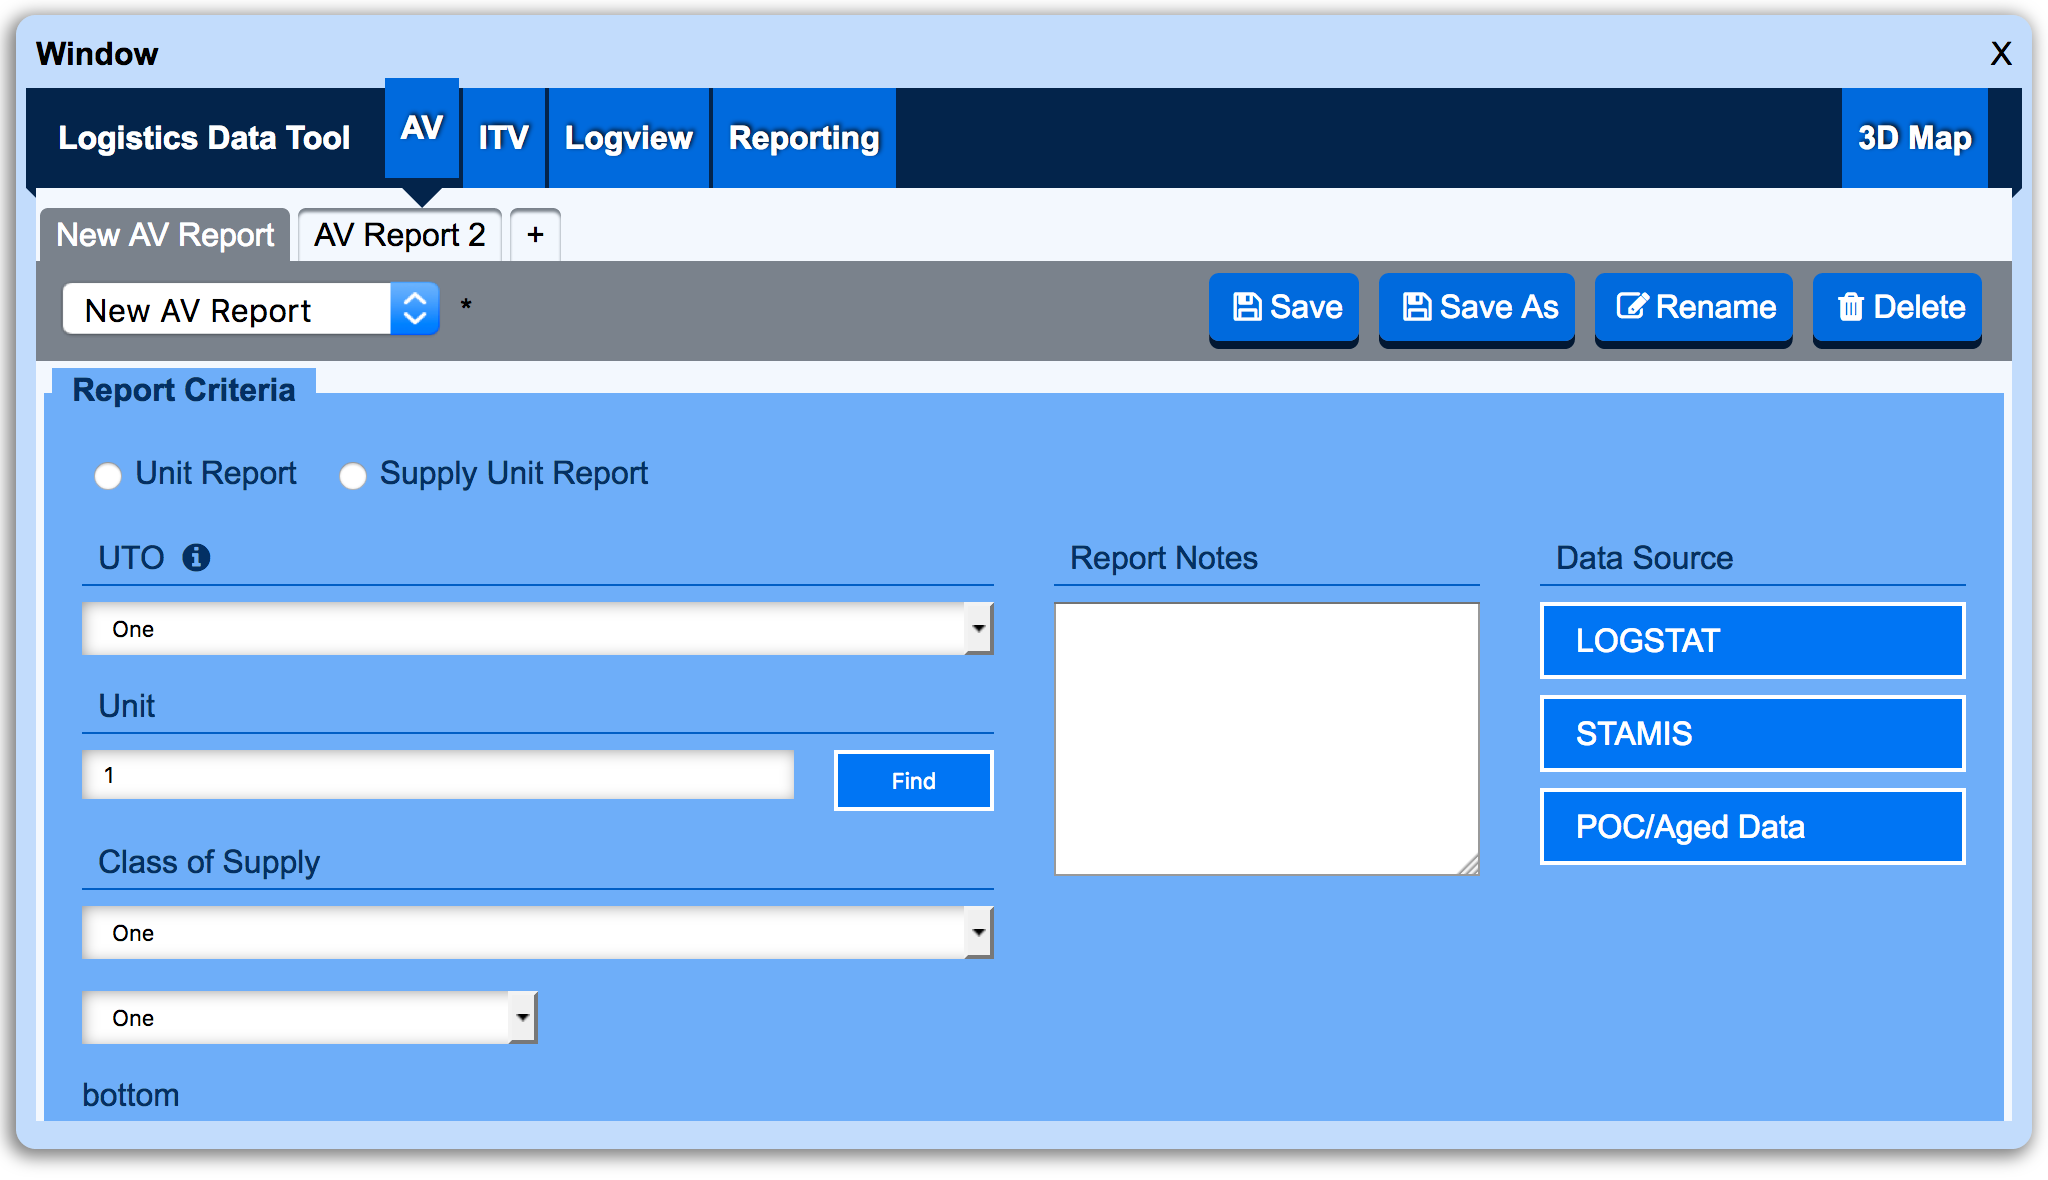 Window X
Logistics Data Tool AV ITV Logview Reporting 3D Map
New AV Report AV Report 2 +
New AV Report * Save Save As Rename Delete
Report Criteria
Unit Report Supply Unit Report
UTO Report Notes Data Source
One LOGSTAT
Unit STAMIS
1 Find
POC/Aged Data
Class of Supply
One
One
bottom